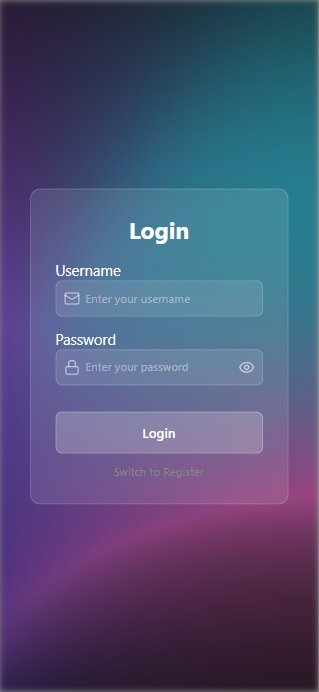 Login
Username
Enter your username
Password
Enter your password
Login
Switch to Register